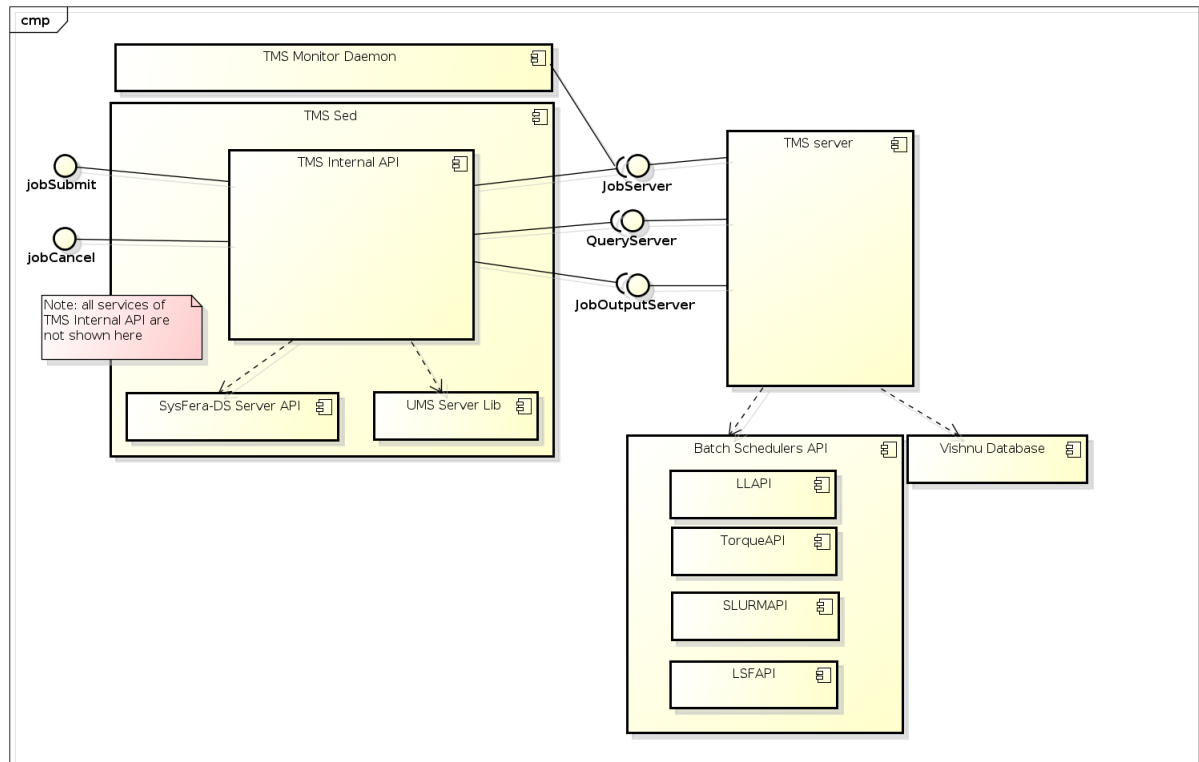 cmp
TMS Monitor Daemon
TMS Sed
TMS Internal API
jobSubmit
jobCancel
Note: all services of
TMS Internal API are
not shown here
SysFera-DS Server API
UMS Server Lib
JobServer
QueryServer
JobOutputServer
TMS server
Batch Schedulers API
LLAPI
TorqueAPI
SLURMAPI
LSFAPI
Vishnu Database